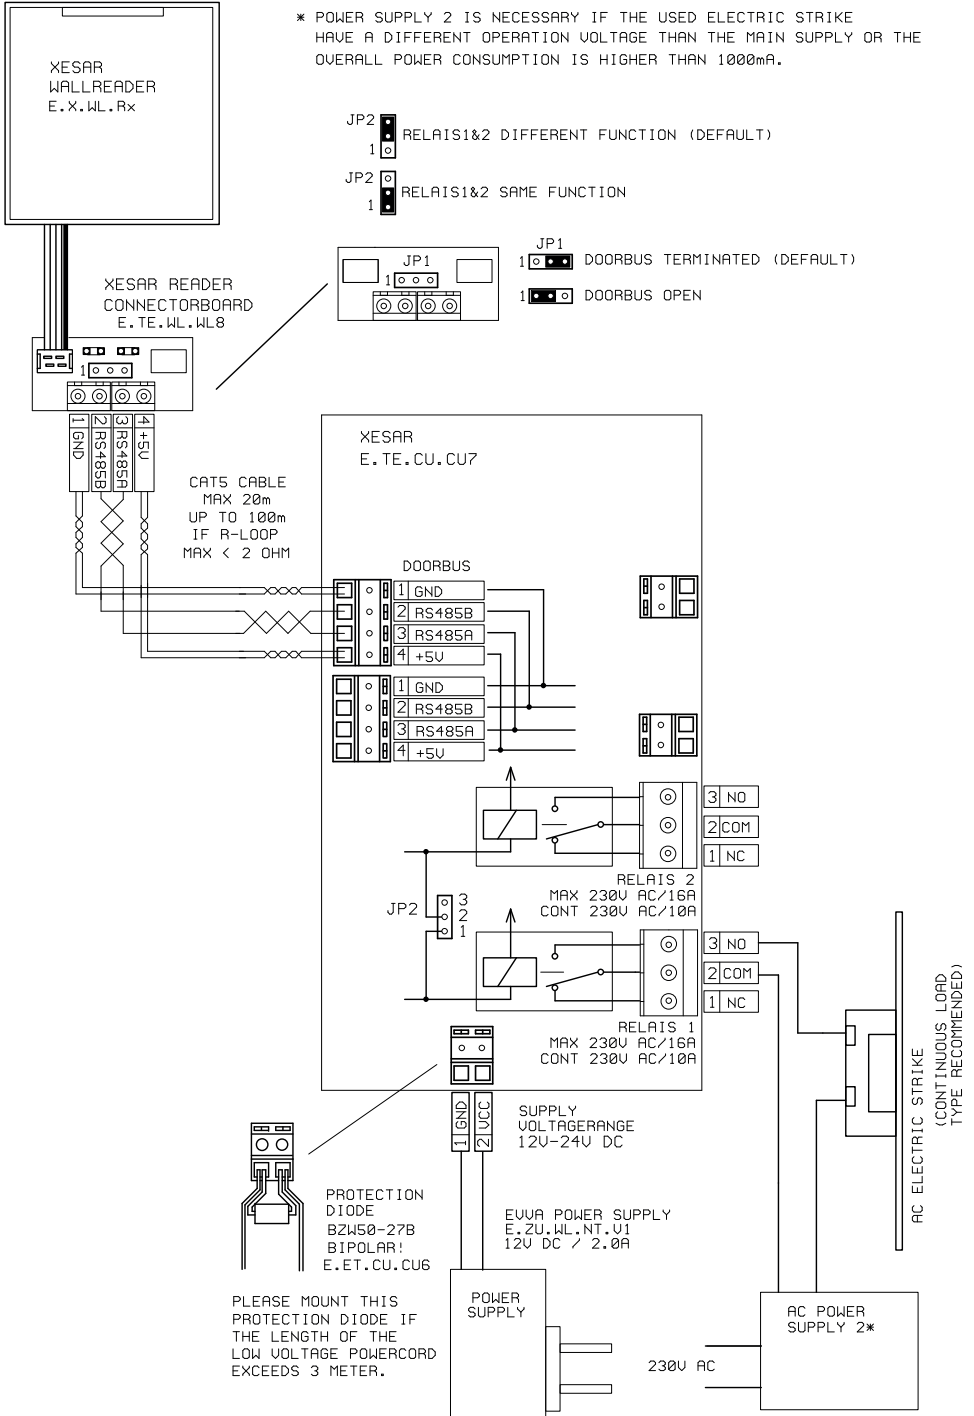 * POWER SUPPLY 2 IS NECESSARY IF THE USED ELECTRIC STRIKE
HAVE A DIFFERENT OPERATION VOLTAGE THAN THE MAIN SUPPLY OR THE
OVERALL POWER CONSUMPTION IS HIGHER THAN 1000mA.
XESAR
WALLREADER
E.X.WL.Rx
JP2
1
RELAIS1&2 DIFFERENT FUNCTION (DEFAULT)
JP2
1
RELAIS1&2 SAME FUNCTION
JP1
1
JP1
1
DOORBUS TERMINATED (DEFAULT)
1
DOORBUS OPEN
XESAR READER
CONNECTORBOARD
E.TE.WL.WL8
1
1 GND
2 RS485B
3 RS485A
4 +5V
CAT5 CABLE
MAX 20m
UP TO 100m
IF R-LOOP
MAX < 2 OHM
XESAR
E.TE.CU.CU7
DOORBUS
1 GND
2 RS485B
3 RS485A
4 +5V
1 GND
2 RS485B
3 RS485A
4 +5V
3 NO
2 COM
1 NC
RELAIS 2
MAX 230V AC/16A
CONT 230V AC/10A
JP2
3
2
1
3 NO
2 COM
1 NC
RELAIS 1
MAX 230V AC/16A
CONT 230V AC/10A
AC ELECTRIC STRIKE
(CONTINUOUS LOAD
TYPE RECOMMENDED)
1 GND
2 VCC
SUPPLY
VOLTAGERANGE
12V-24V DC
PROTECTION
DIODE
BZW50-27B
BIPOLAR!
E.ET.CU.CU6
EVVA POWER SUPPLY
E.ZU.WL.NT.V1
12V DC / 2.0A
PLEASE MOUNT THIS
PROTECTION DIODE IF
THE LENGTH OF THE
LOW VOLTAGE POWERCORD
EXCEEDS 3 METER.
POWER
SUPPLY
230V AC
AC POWER
SUPPLY 2*